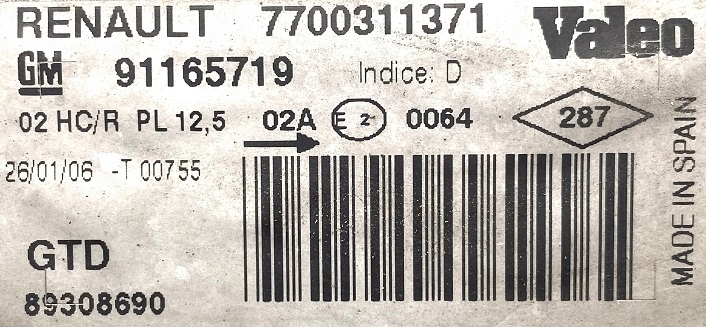 RENAULT 7700311371 Valeo
GM 91165719 Indice: D
02 HC/R PL 12,5 02A E 2 0064 287
26/01/06 -T 00755
GTD
89308690
MADE IN SPAIN